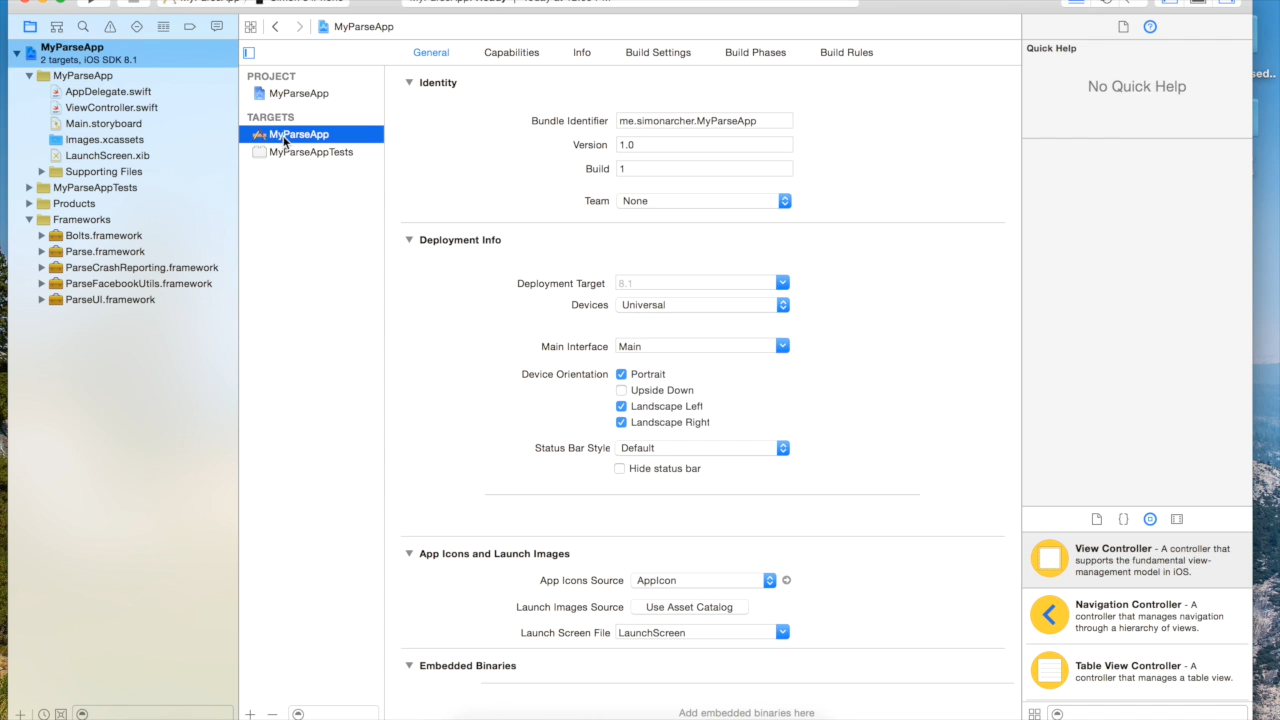 MyParseApp
MyParseApp
2 targets, iOS SDK 8.1
MyParseApp
AppDelegate.swift
ViewController.swift
Main.storyboard
Images.xcassets
LaunchScreen.xib
Supporting Files
MyParseAppTests
Products
Frameworks
Bolts.framework
Parse.framework
ParseCrashReporting.framework
ParseFacebookUtils.framework
ParseUI.framework
PROJECT
MyParseApp
TARGETS
MyParseApp
MyParseAppTests
General Capabilities Info Build Settings Build Phases Build Rules
Identity
Bundle Identifier me.simonarcher.MyParseApp
Version 1.0
Build 1
Team None
Deployment Info
Deployment Target 8.1
Devices Universal
Main Interface Main
Device Orientation Portrait
Upside Down
Landscape Left
Landscape Right
Status Bar Style Default
Hide status bar
App Icons and Launch Images
App Icons Source AppIcon
Launch Images Source Use Asset Catalog
Launch Screen File LaunchScreen
Embedded Binaries
Add embedded binaries here
Quick Help
No Quick Help
View Controller - A controller that
supports the fundamental view-
management model in iOS.
Navigation Controller - A
controller that manages navigation
through a hierarchy of views.
Table View Controller - A
controller that manages a table view.